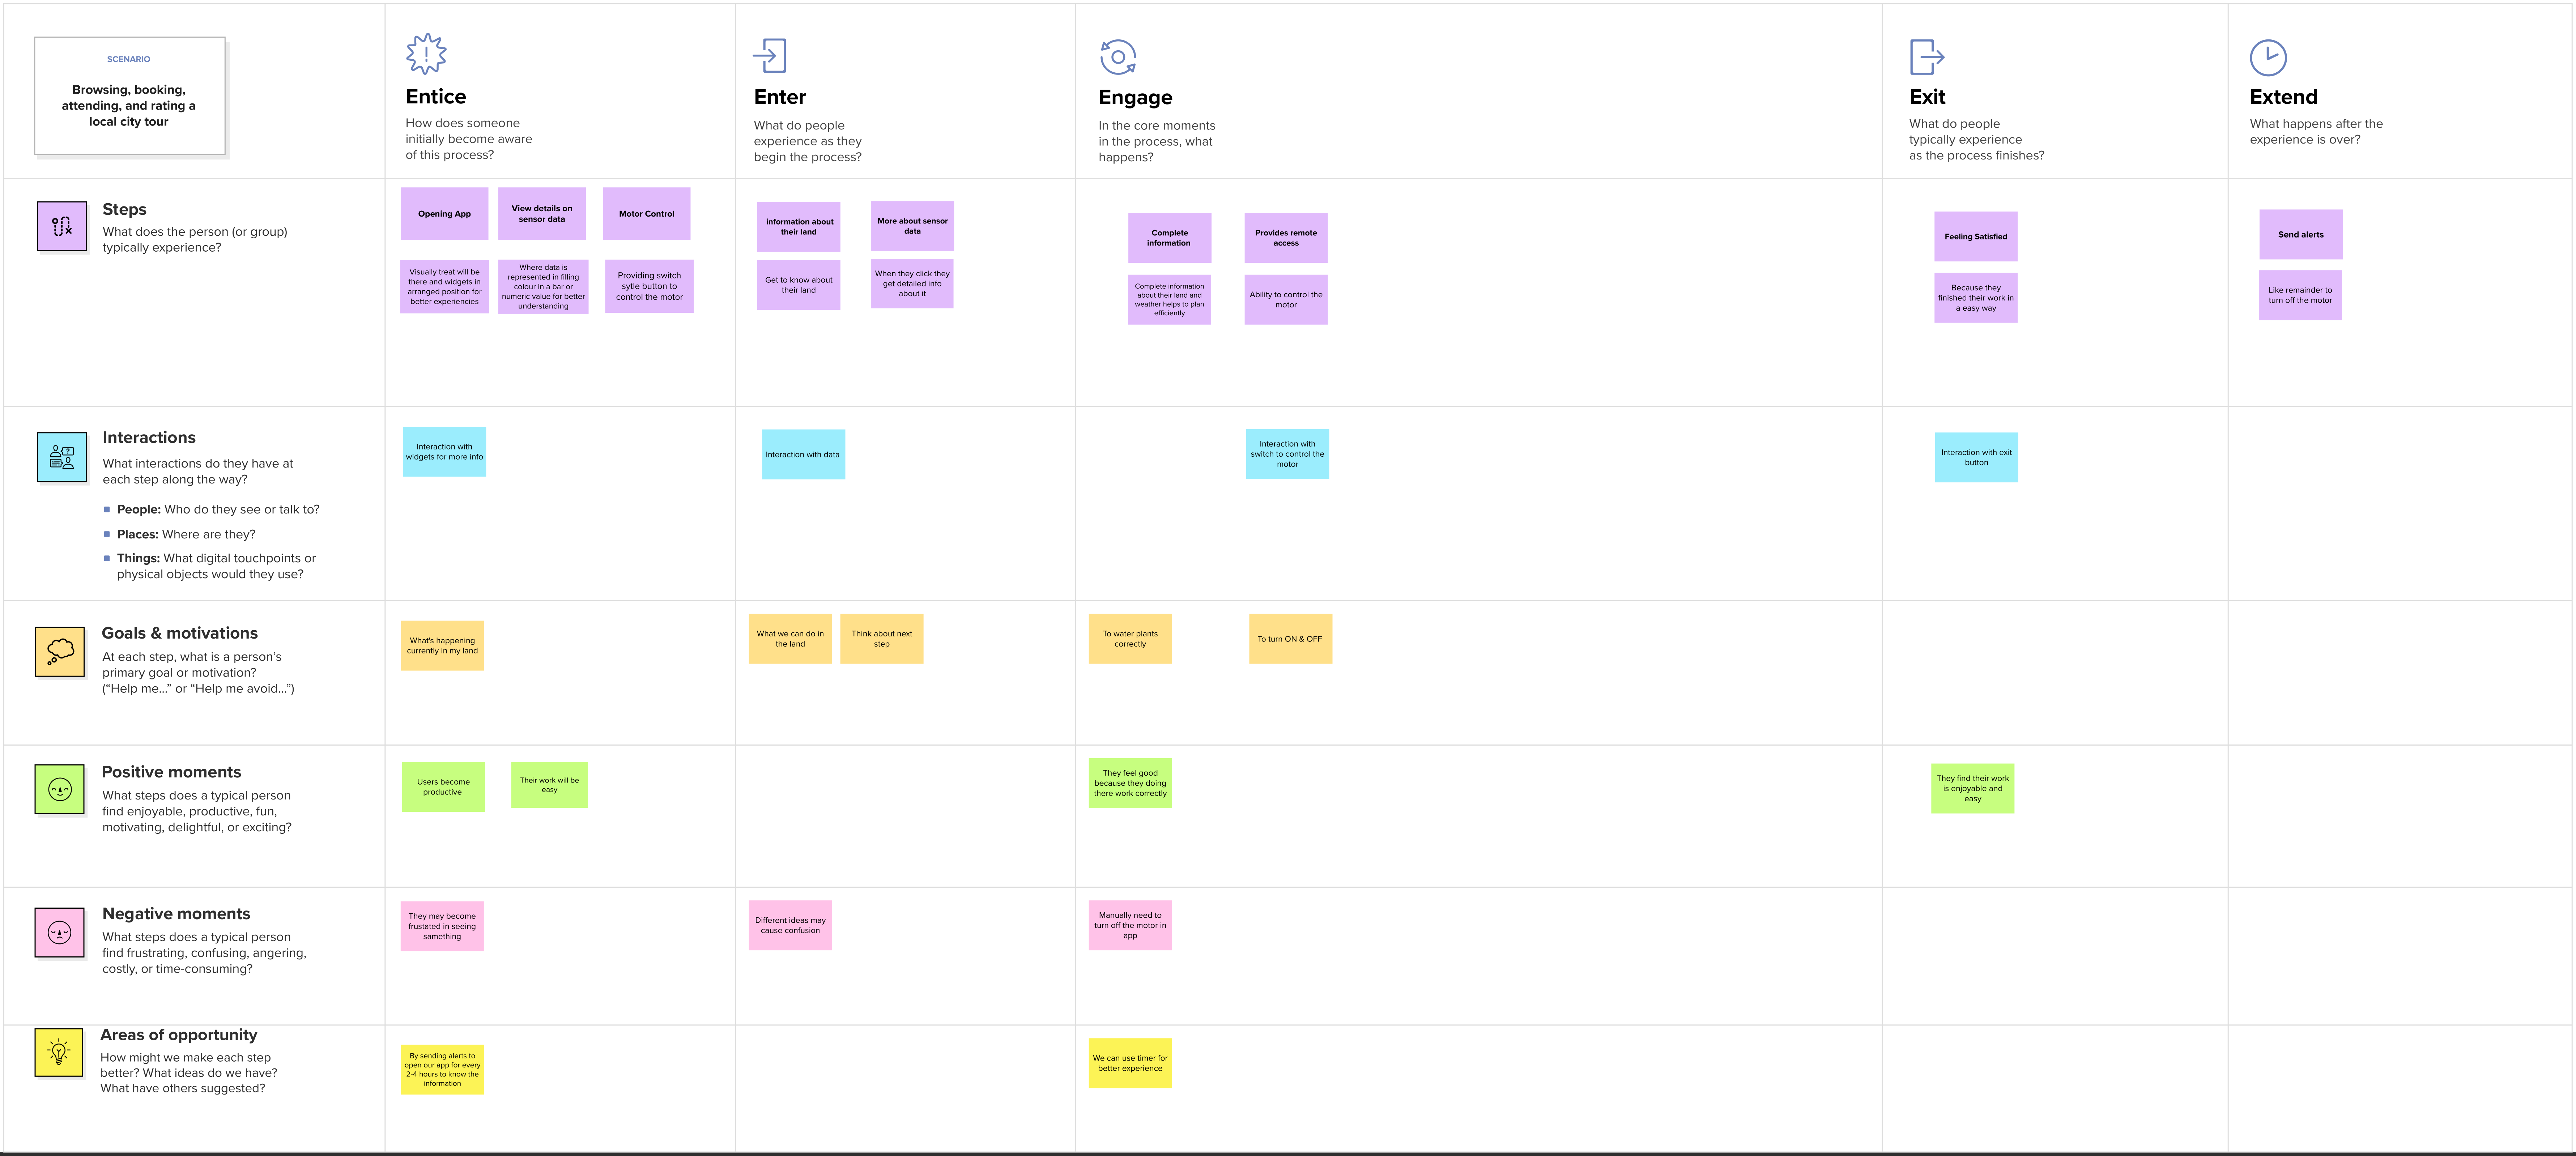 SCENARIO
Browsing, booking,
attending, and rating a
local city tour
Entice
How does someone
initially become aware
of this process?
Enter
What do people
experience as they
begin the process?
Engage
In the core moments
in the process, what
happens?
Exit
What do people
typically experience
as the process finishes?
Extend
What happens after the
experience is over?
Steps
What does the person (or group)
typically experience?
Opening App
View details on
sensor data
Motor Control
Visually treat will be
there and widgets in
arranged position for
better experiencies
Where data is
represented in filling
colour in a bar or
numeric value for better
understanding
Providing switch
sytle button to
control the motor
information about
their land
More about sensor
data
Get to know about
their land
When they click they
get detailed info
about it
Complete
information
Provides remote
access
Complete information
about their land and
weather helps to plan
efficiently
Ability to control the
motor
Feeling Satisfied
Because they
finished their work in
a easy way
Send alerts
Like remainder to
turn off the motor
Interactions
What interactions do they have at
each step along the way?
People: Who do they see or talk to?
Places: Where are they?
Things: What digital touchpoints or
physical objects would they use?
Interaction with
widgets for more info
Interaction with data
Interaction with
switch to control the
motor
Interaction with exit
button
Goals & motivations
At each step, what is a person's
primary goal or motivation?
(“Help me...” or “Help me avoid...”)
What's happening
currently in my land
What we can do in
the land
Think about next
step
To water plants
correctly
To turn ON & OFF
Positive moments
What steps does a typical person
find enjoyable, productive, fun,
motivating, delightful, or exciting?
Users become
productive
Their work will be
easy
They feel good
because they doing
there work correctly
They find their work
is enjoyable and
easy
Negative moments
What steps does a typical person
find frustrating, confusing, angering,
costly, or time-consuming?
They may become
frustated in seeing
samething
Different ideas may
cause confusion
Manually need to
turn off the motor in
app
Areas of opportunity
How might we make each step
better? What ideas do we have?
What have others suggested?
By sending alerts to
open our app for every
2-4 hours to know the
information
We can use timer for
better experience